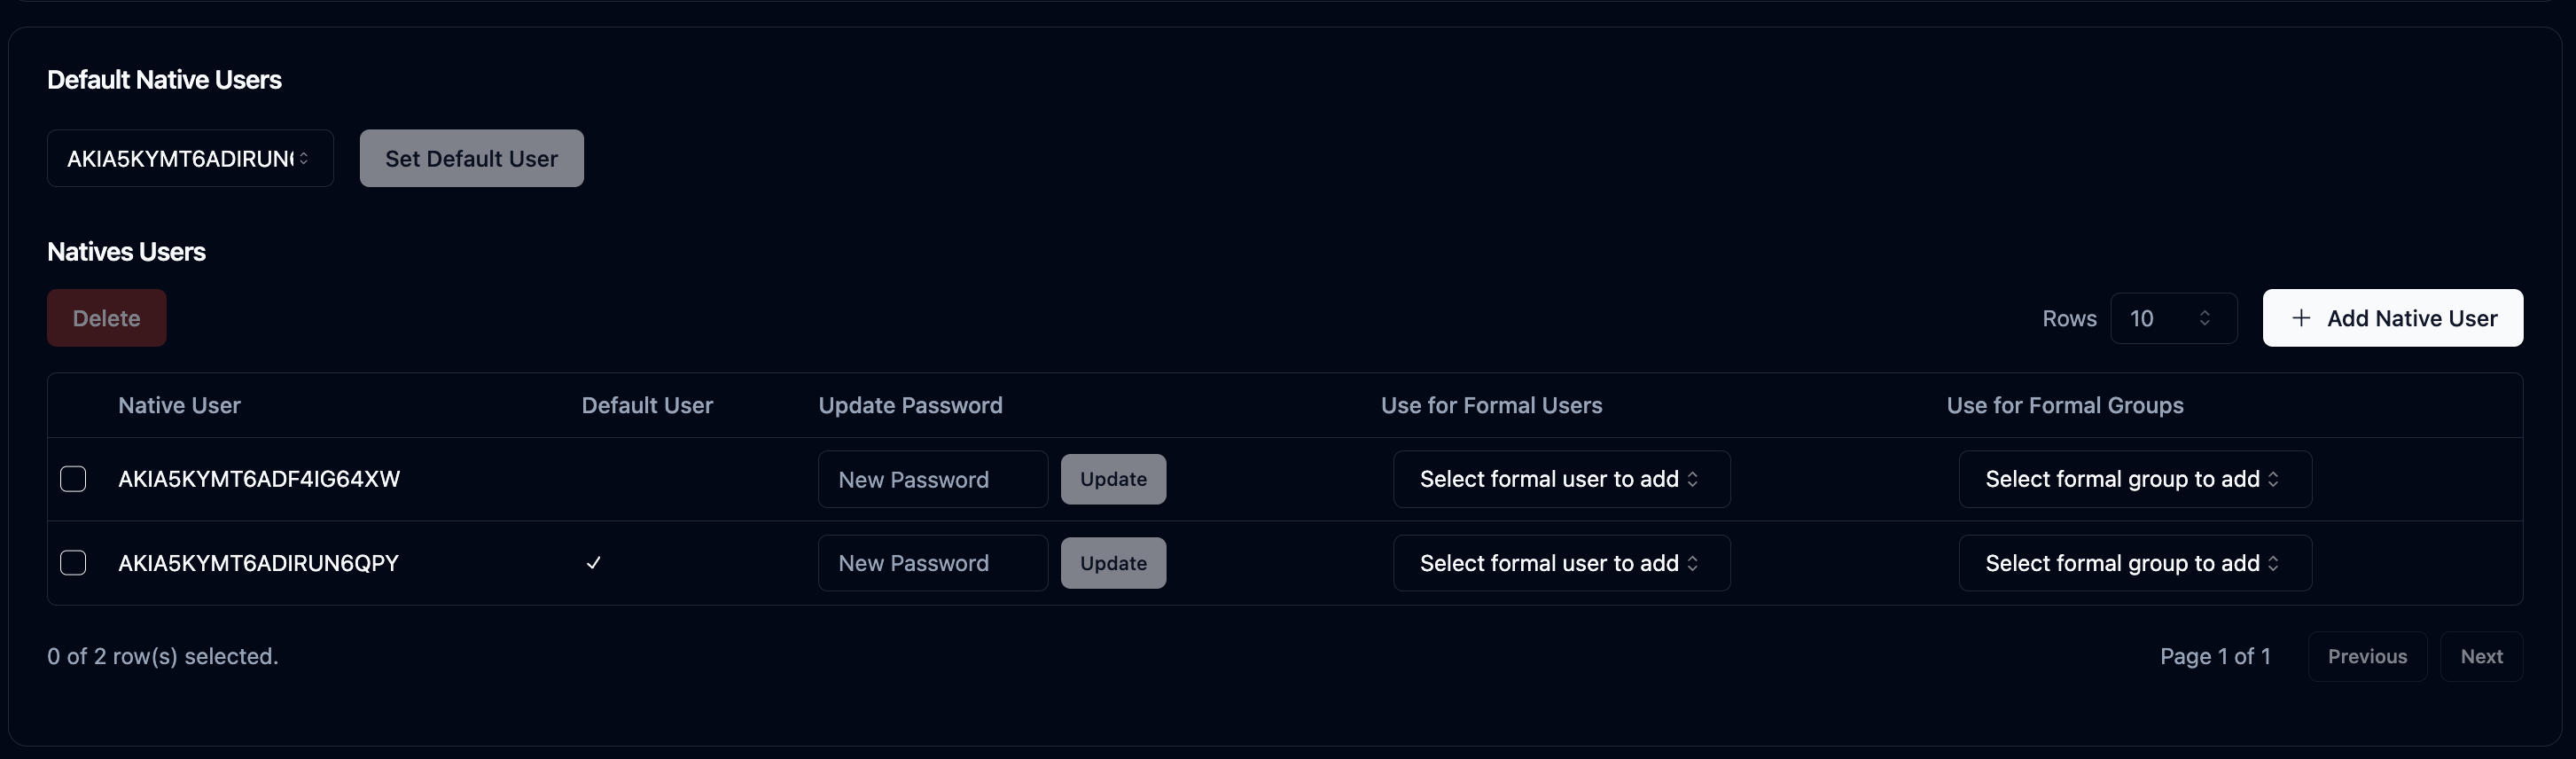 Default Native Users
AKIA5KYMT6ADIRUN Set Default User
Natives Users
Delete Rows 10 + Add Native User
Native User Default User Update Password Use for Formal Users Use for Formal Groups
AKIA5KYMT6ADF4IG64XW New Password Update Select formal user to add Select formal group to add
AKIA5KYMT6ADIRUN6QPY ✓ New Password Update Select formal user to add Select formal group to add
0 of 2 row(s) selected. Page 1 of 1 Previous Next